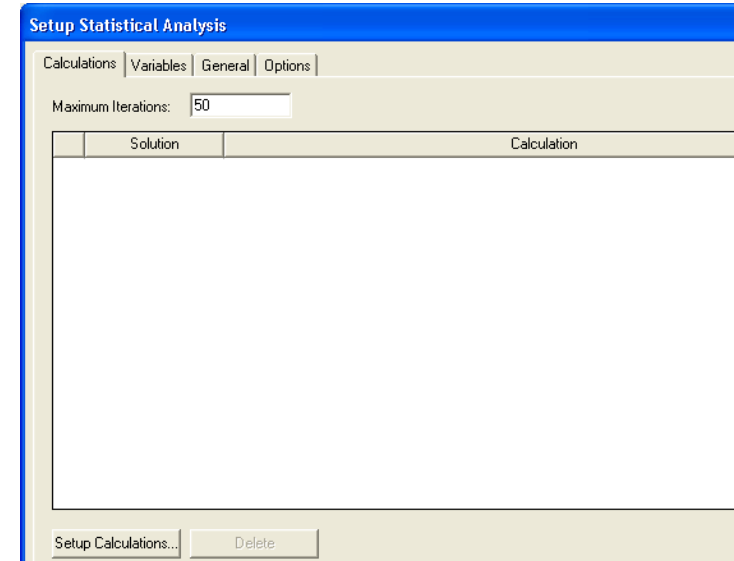 Setup Statistical Analysis
Calculations Variables General Options
Maximum Iterations: 50
Solution Calculation
Setup Calculations... Delete